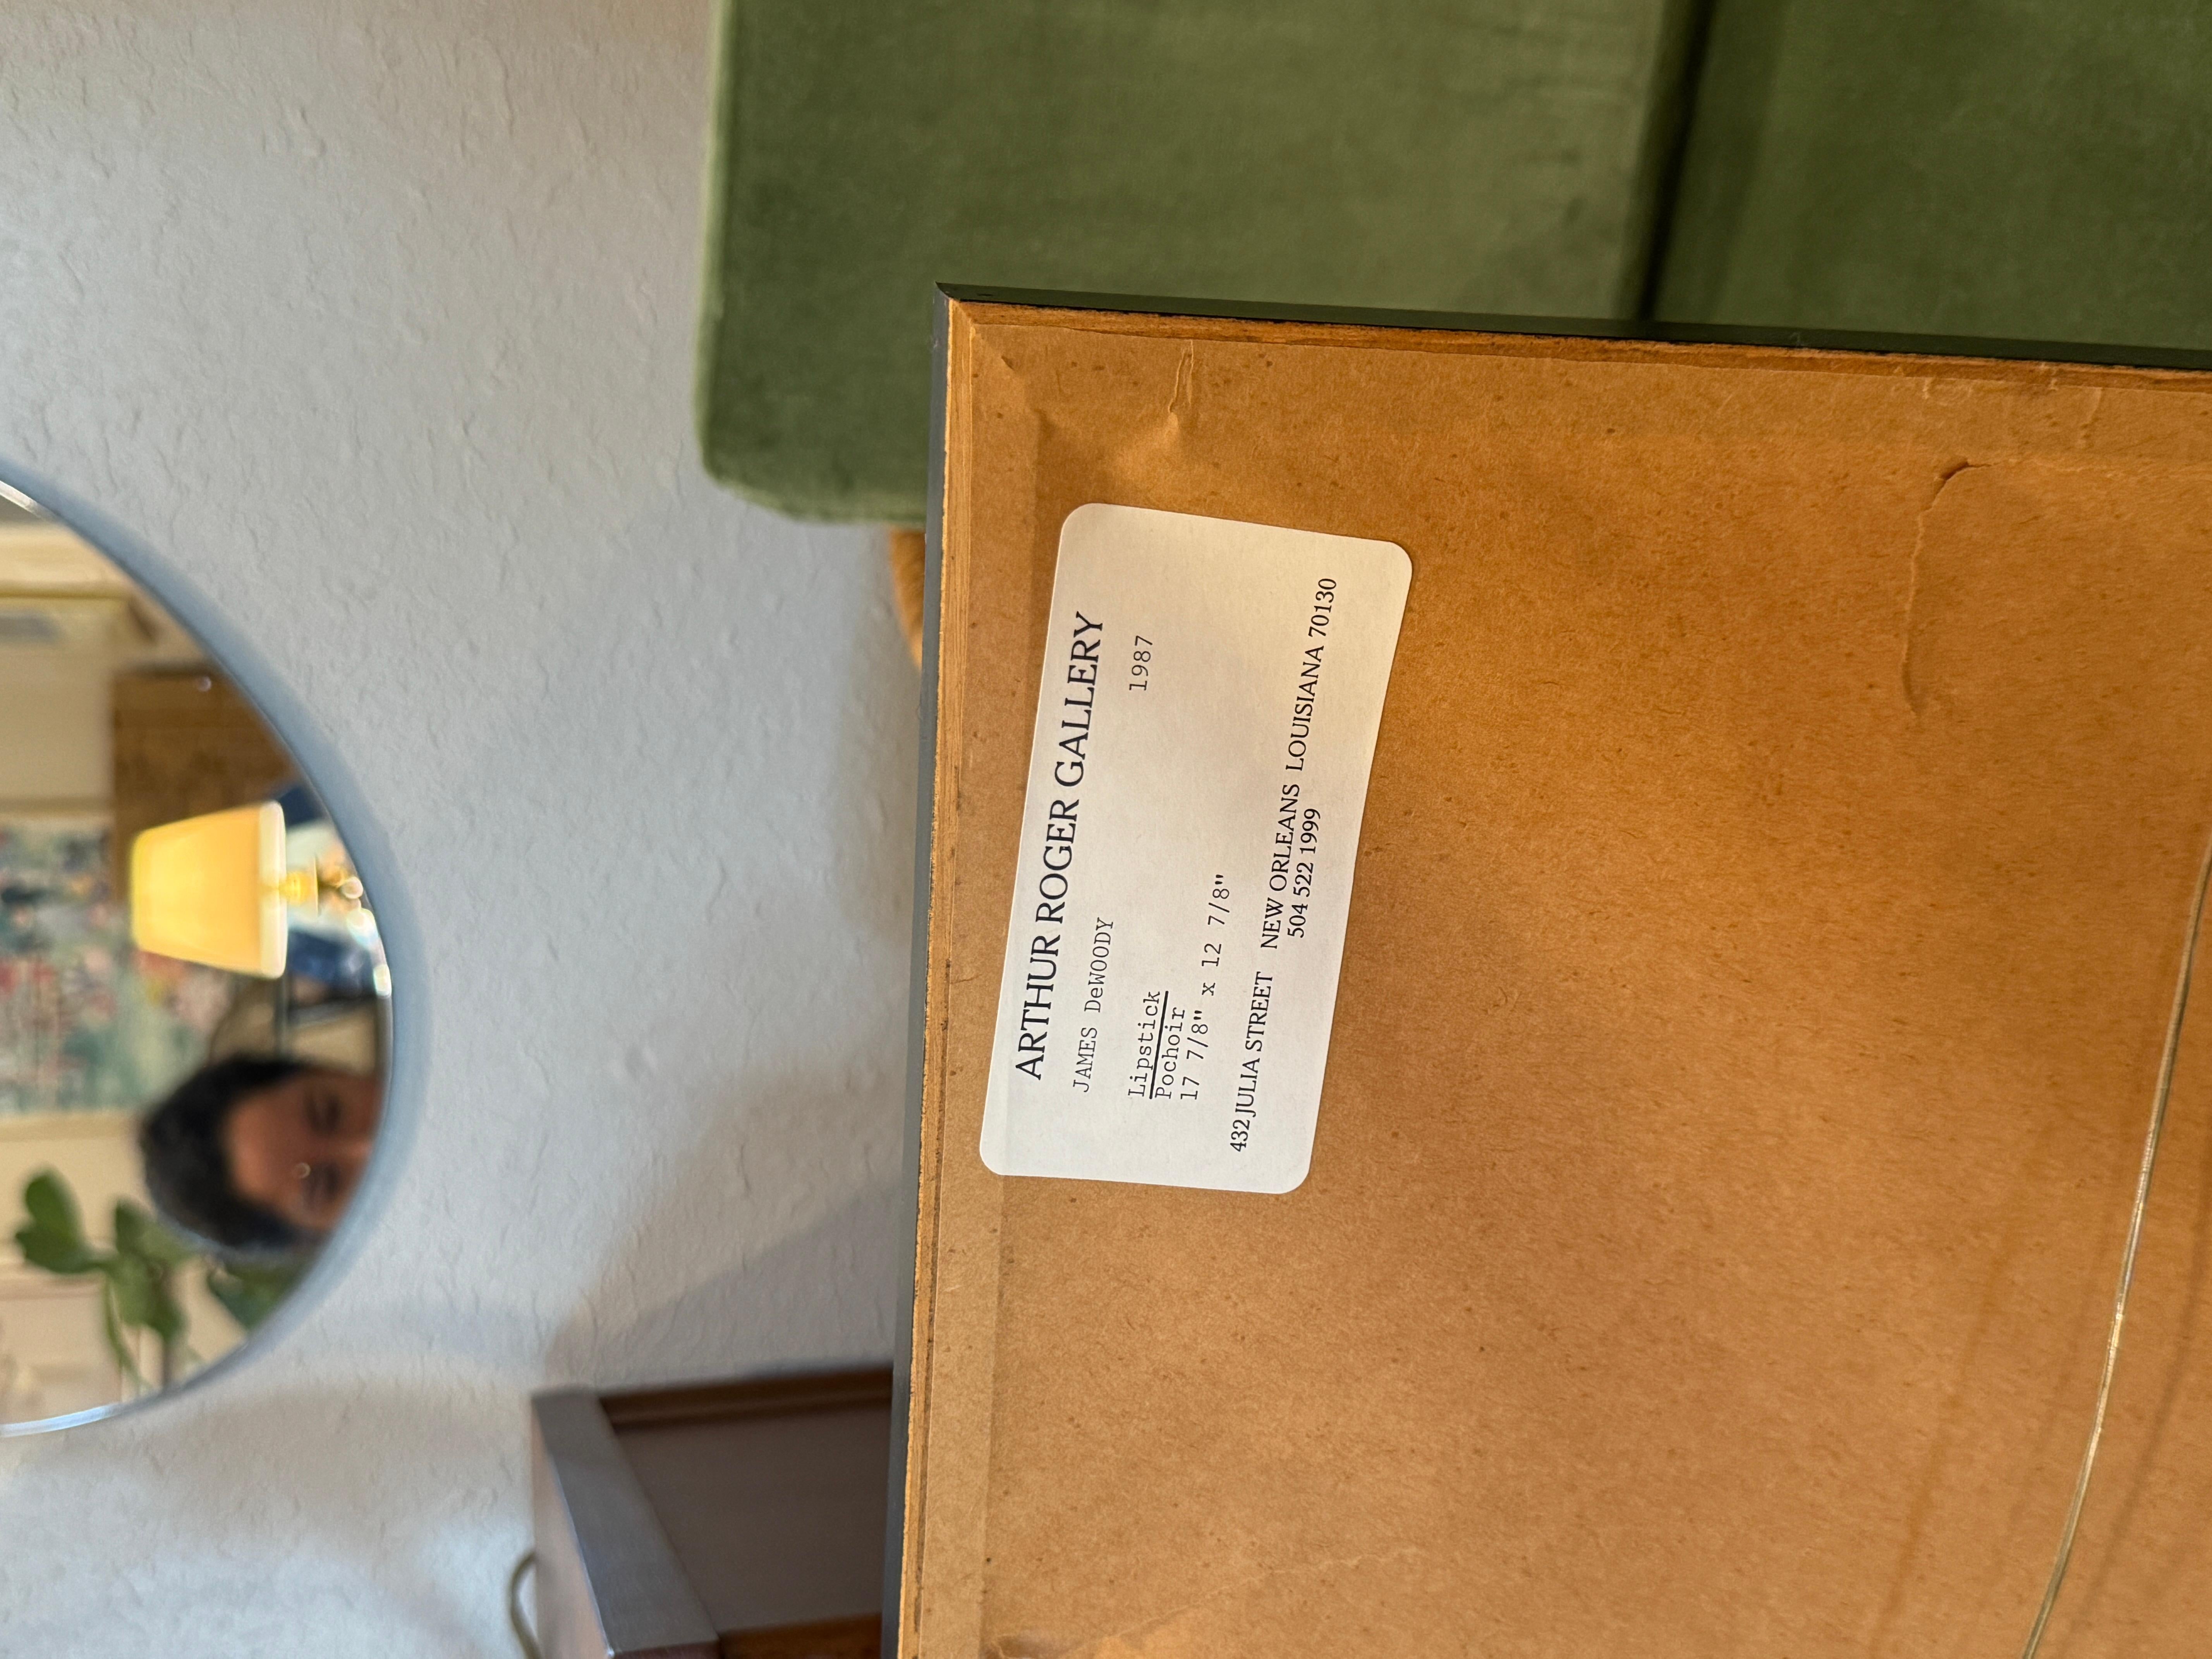 ARTHUR ROGER GALLERY
JAMES DeWOODY 1987
Lipstick
Pochoir
17 7/8" x 12 7/8"
432 JULIA STREET NEW ORLEANS LOUISIANA 70130
504 522 1999